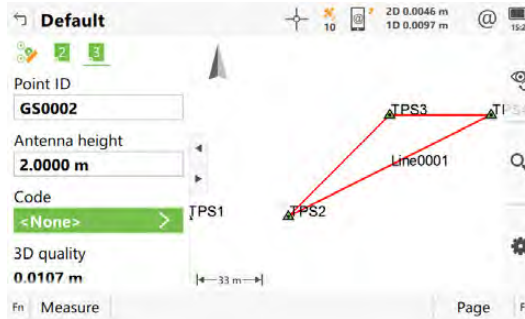 Default
10
7
2D 0.0046 m
1D 0.0097 m
@
2
3
Point ID
GS0002
Antenna height
2.0000 m
Code
<None>
3D quality
0.0107 m
TPS3
Line0001
TPS1
TPS2
33 m
Fn Measure
Page